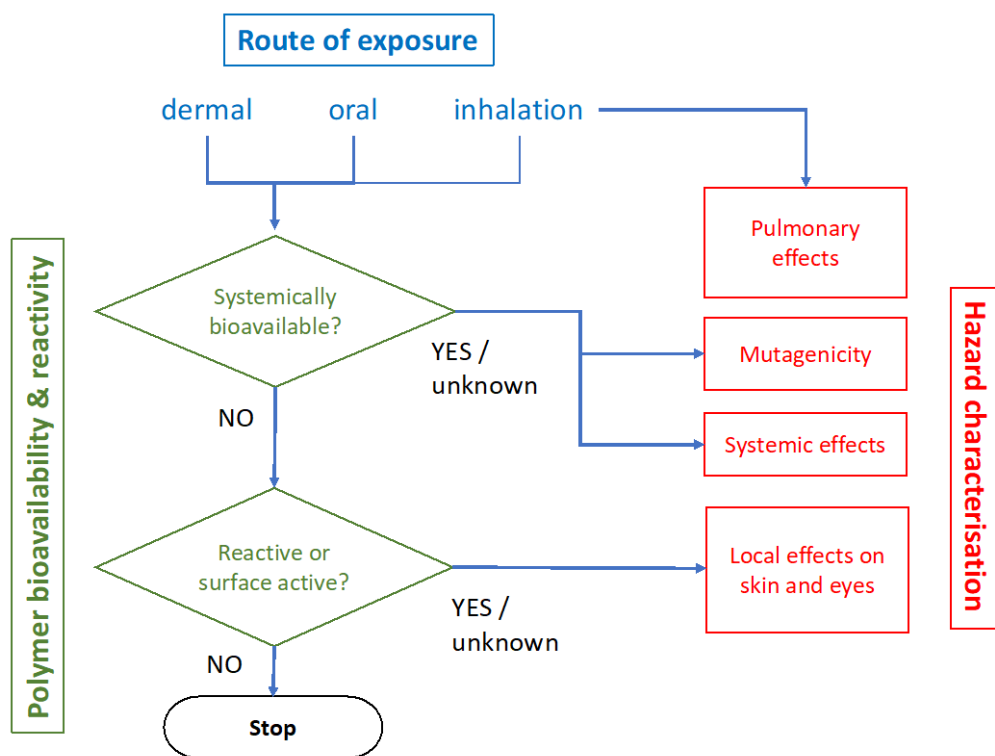 Route of exposure
dermal oral inhalation
Pulmonary
effects
Polymer bioavailability & reactivity
Hazard characterisation
Systemically
bioavailable?
YES /
unknown
NO
Mutagenicity
Systemic effects
Reactive or
surface active?
YES /
unknown
NO
Local effects on
skin and eyes
Stop